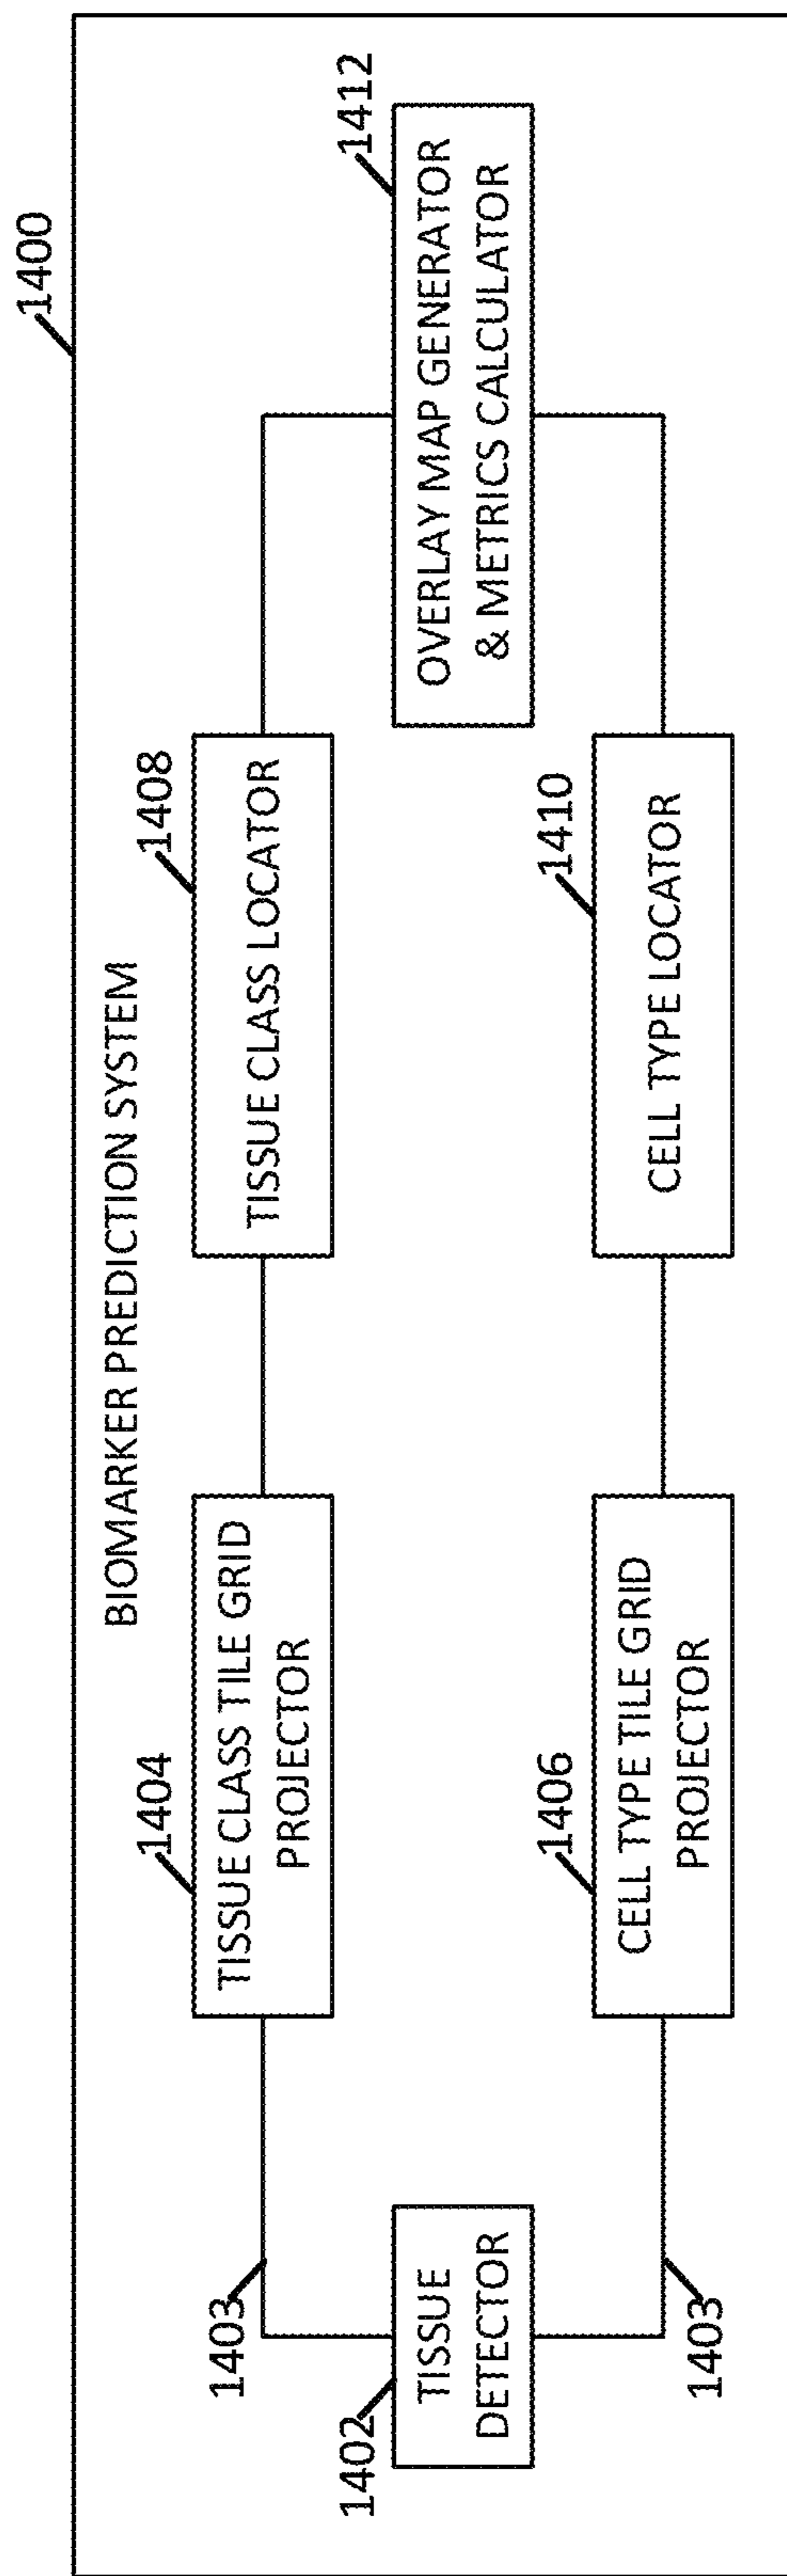 1400
BIOMARKER PREDICTION SYSTEM
1404
TISSUE CLASS TILE GRID
PROJECTOR
1408
TISSUE CLASS LOCATOR
1403
1402
TISSUE
DETECTOR
1412
OVERLAY MAP GENERATOR
& METRICS CALCULATOR
1403
1406
CELL TYPE TILE GRID
PROJECTOR
1410
CELL TYPE LOCATOR